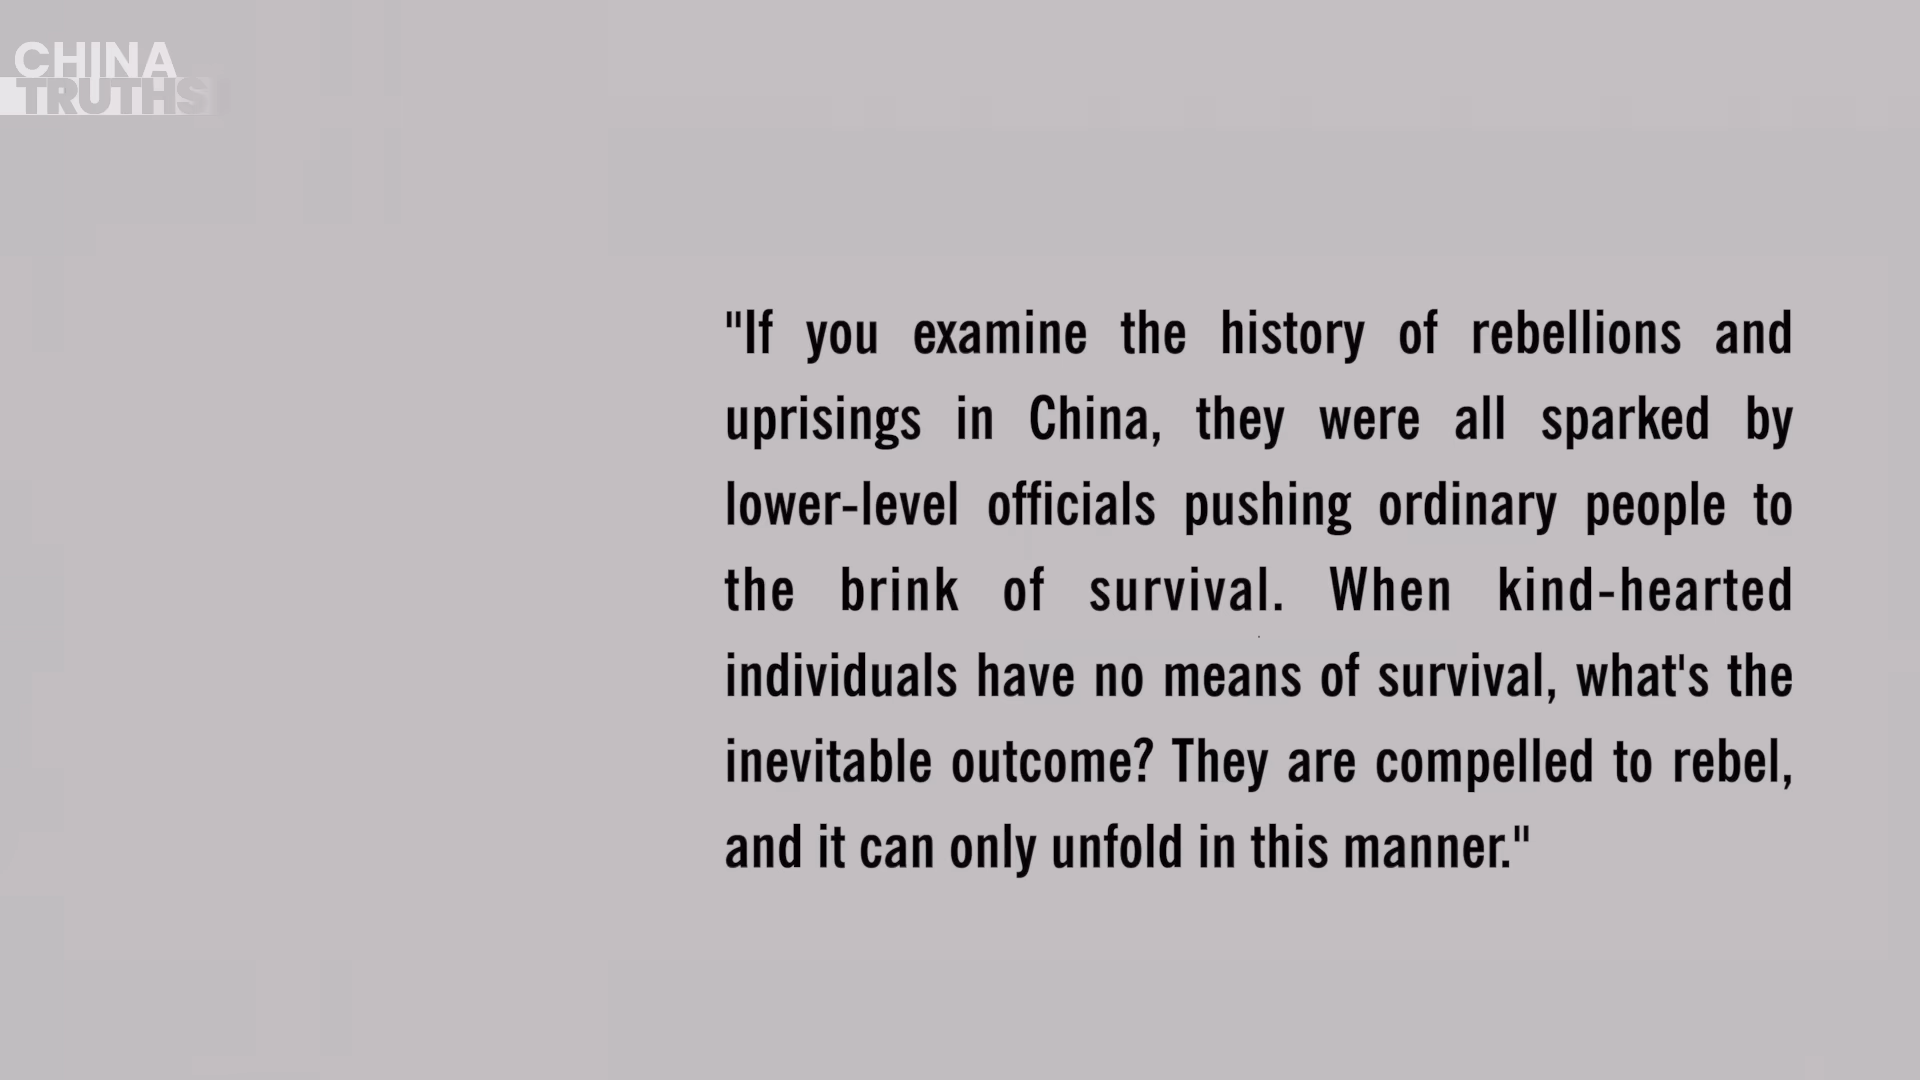 CHINA
TRUTHS
"If you examine the history of rebellions and
uprisings in China, they were all sparked by
lower-level officials pushing ordinary people to
the brink of survival. When kind-hearted
individuals have no means of survival, what's the
inevitable outcome? They are compelled to rebel,
and it can only unfold in this manner."